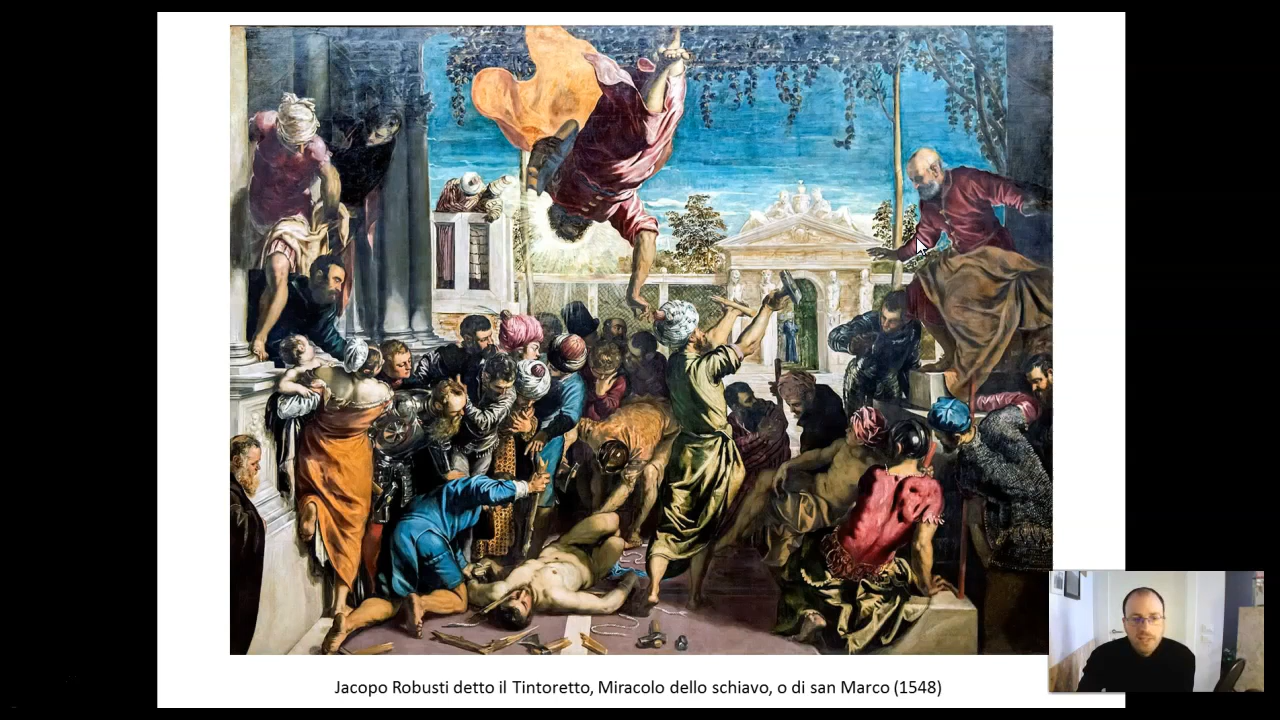 Jacopo Robusti detto il Tintoretto, Miracolo dello schiavo, o di san Marco (1548)